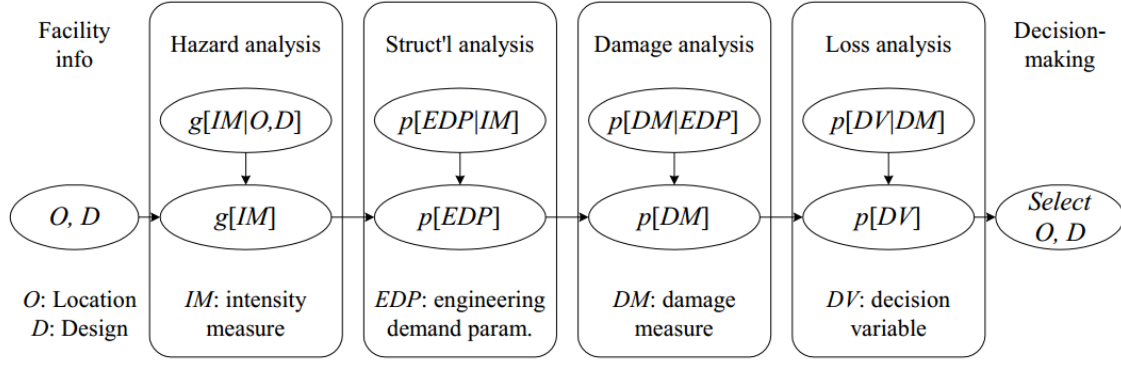 Facility
info
Hazard analysis
Struct'l analysis
Damage analysis
Loss analysis
Decision-
making
g[IM|O,D]
p[EDP|IM]
p[DM|EDP]
p[DV|DM]
O, D
g[IM]
p[EDP]
p[DM]
p[DV]
Select
O, D
O: Location
D: Design
IM: intensity
measure
EDP: engineering
demand param.
DM: damage
measure
DV: decision
variable